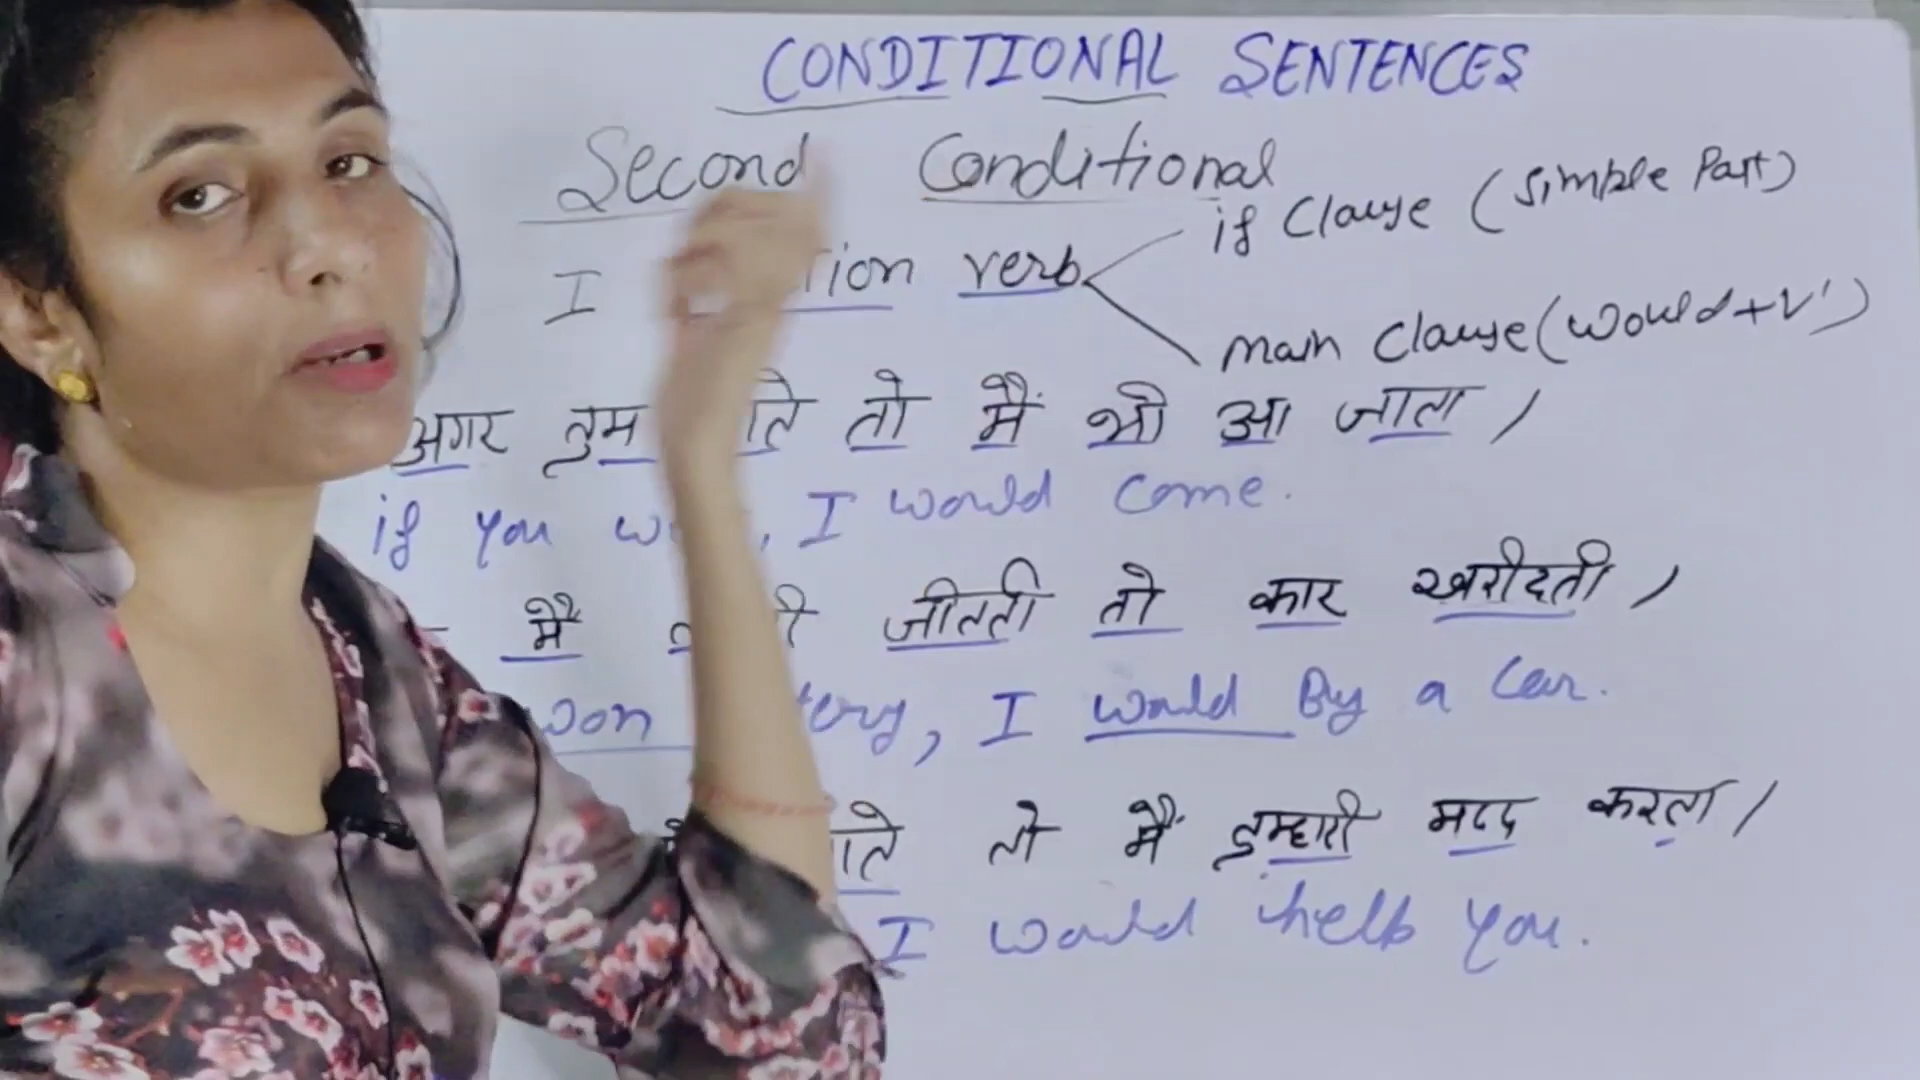 CONDITIONAL SENTENCES
Second Conditional
I verb if Clause (Simple Past)
main Clause (would + V¹)
अगर तुम तो मैं भी आ जाता।
if you I would come.
मैं जीतती तो कार खरीदती।
won I would By a Car.
तो मैं तुम्हारी मदद करता।
I would help you.